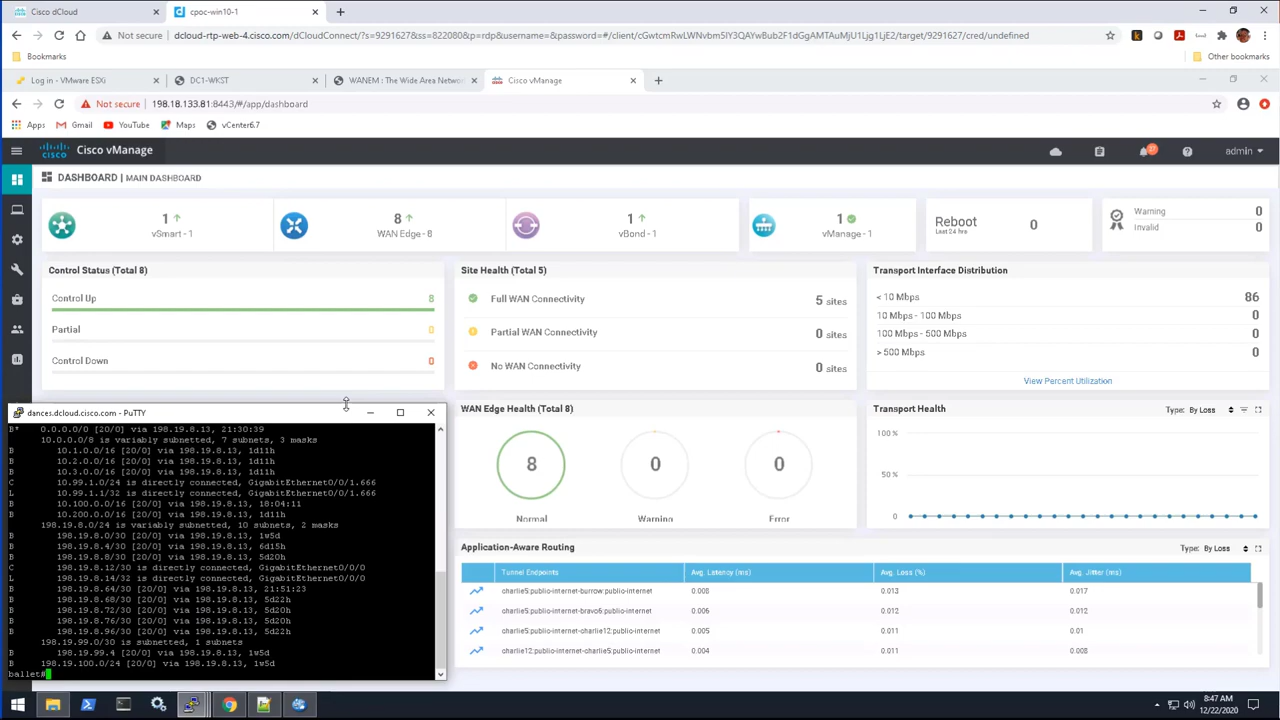 Cisco dCloud
cpoc-win10-1
Not secure
dcloud-rtp-web-4.cisco.com/dCloudConnect/?s=9291627&ss=822080&p=rdp&username=&password=#/client/
Bookmarks
Other bookmarks
Log in - VMware ESXi
DC1-WKST
WANEM : The Wide Area Networ
Cisco vManage
Not secure
198.18.133.81:8443/#/app/dashboard
Apps
Gmail
YouTube
Maps
vCenter6.7
cisco
Cisco vManage
admin
DASHBOARD | MAIN DASHBOARD
1
vSmart - 1
8
WAN Edge - 8
1
vBond - 1
1
vManage - 1
Reboot
Last 24 hrs
0
Warning 0
Invalid 0
Control Status (Total 8)
Control Up 8
Partial 0
Control Down 0
Site Health (Total 5)
Full WAN Connectivity 5 sites
Partial WAN Connectivity 0 sites
No WAN Connectivity 0 sites
Transport Interface Distribution
< 10 Mbps 86
10 Mbps - 100 Mbps 0
100 Mbps - 500 Mbps 0
> 500 Mbps 0
View Percent Utilization
dances.dcloud.cisco.com - PuTTY
B* 0.0.0.0/0 [20/0] via 198.19.8.13, 21:30:39
10.0.0.0/8 is variably subnetted, 7 subnets, 3 masks
B 10.1.0.0/16 [20/0] via 198.19.8.13, 1d11h
B 10.2.0.0/16 [20/0] via 198.19.8.13, 1d11h
B 10.3.0.0/16 [20/0] via 198.19.8.13, 1d11h
C 10.99.1.0/24 is directly connected, GigabitEthernet0/0/1.666
L 10.99.1.1/32 is directly connected, GigabitEthernet0/0/1.666
B 10.100.0.0/16 [20/0] via 198.19.8.13, 18:04:11
B 10.200.0.0/16 [20/0] via 198.19.8.13, 1d11h
198.19.8.0/24 is variably subnetted, 10 subnets, 2 masks
B 198.19.8.0/30 [20/0] via 198.19.8.13, 1w5d
B 198.19.8.4/30 [20/0] via 198.19.8.13, 6d15h
B 198.19.8.8/30 [20/0] via 198.19.8.13, 5d20h
C 198.19.8.12/30 is directly connected, GigabitEthernet0/0/0
L 198.19.8.14/32 is directly connected, GigabitEthernet0/0/0
B 198.19.8.64/30 [20/0] via 198.19.8.13, 21:51:23
B 198.19.8.68/30 [20/0] via 198.19.8.13, 5d22h
B 198.19.8.72/30 [20/0] via 198.19.8.13, 5d20h
B 198.19.8.76/30 [20/0] via 198.19.8.13, 5d20h
B 198.19.8.96/30 [20/0] via 198.19.8.13, 5d22h
198.19.99.0/30 is subnetted, 1 subnets
B 198.19.99.4 [20/0] via 198.19.8.13, 1w5d
B 198.19.100.0/24 [20/0] via 198.19.8.13, 1w5d
ballet#
WAN Edge Health (Total 8)
8
Normal
0
Warning
0
Error
Transport Health
Type: By Loss
100 %
50 %
0
Application-Aware Routing
Type: By Loss
Tunnel Endpoints Avg. Latency (ms) Avg. Loss (%) Avg. Jitter (ms)
charlie5:public-internet-burrow:public-internet 0.008 0.013 0.017
charlie5:public-internet-bravo6:public-internet 0.006 0.012 0.012
charlie5:public-internet-charlie12:public-internet 0.005 0.011 0.01
charlie12:public-internet-charlie5:public-internet 0.004 0.011 0.008
8:47 AM
12/22/2020